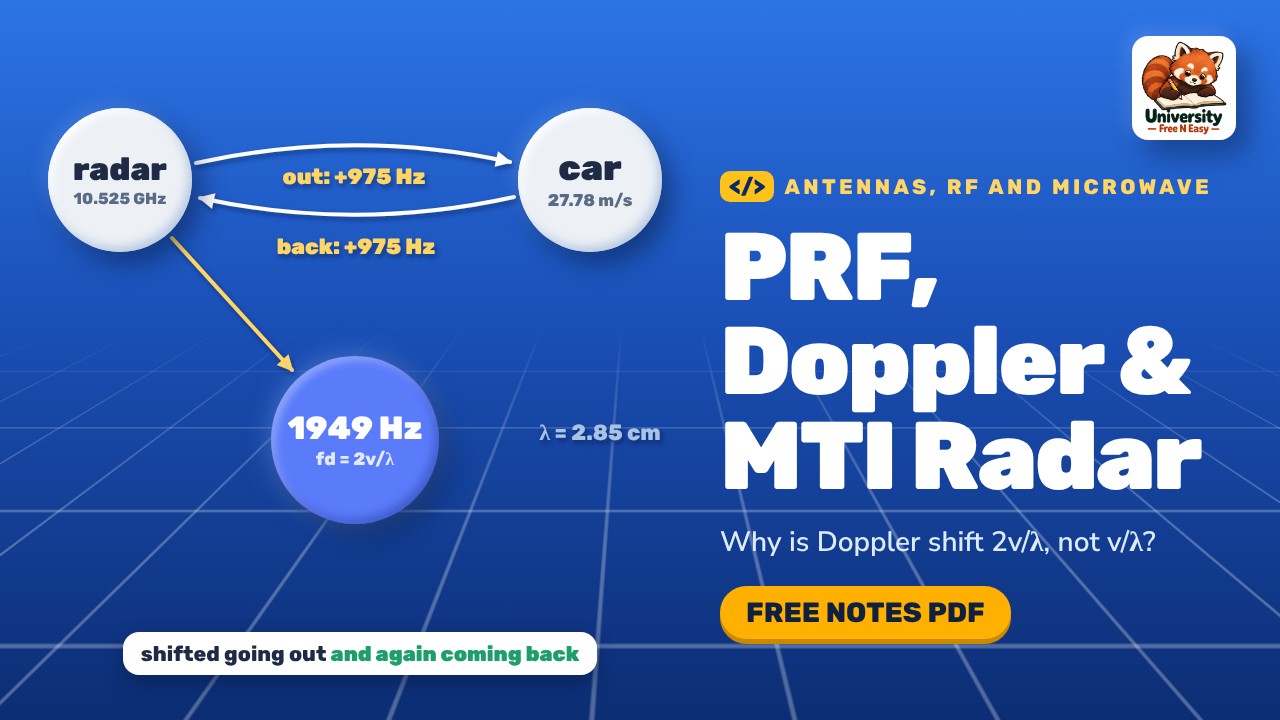 University
Free N Easy
radar
10.525 GHz
out: +975 Hz
back: +975 Hz
car
27.78 m/s
1949 Hz
fd = 2v/λ
λ = 2.85 cm
shifted going out and again coming back
</> ANTENNAS, RF AND MICROWAVE
PRF,
Doppler &
MTI Radar
Why is Doppler shift 2v/λ, not v/λ?
FREE NOTES PDF